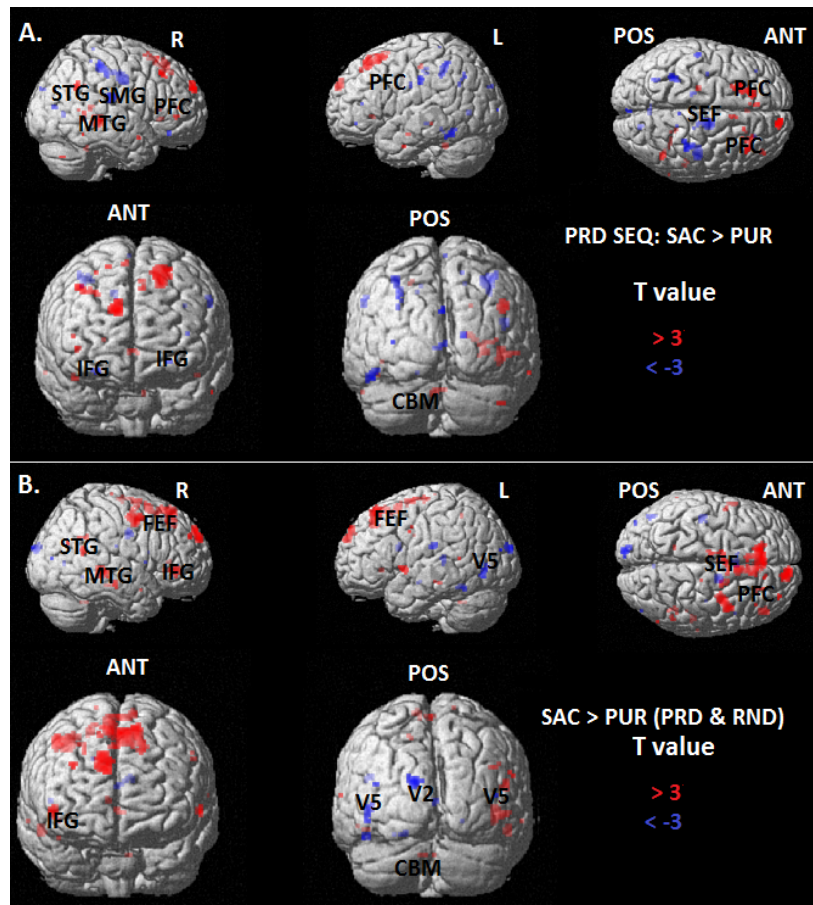 A.
R
L
POS
ANT
STG
SMG
PFC
MTG
PFC
PFC
SEF
PFC
ANT
POS
PRD SEQ: SAC > PUR
T value
> 3
< -3
IFG
IFG
CBM
B.
R
L
POS
ANT
FEF
STG
MTG
IFG
FEF
V5
SEF
PFC
ANT
POS
SAC > PUR (PRD & RND)
T value
> 3
< -3
IFG
V5
V2
V5
CBM